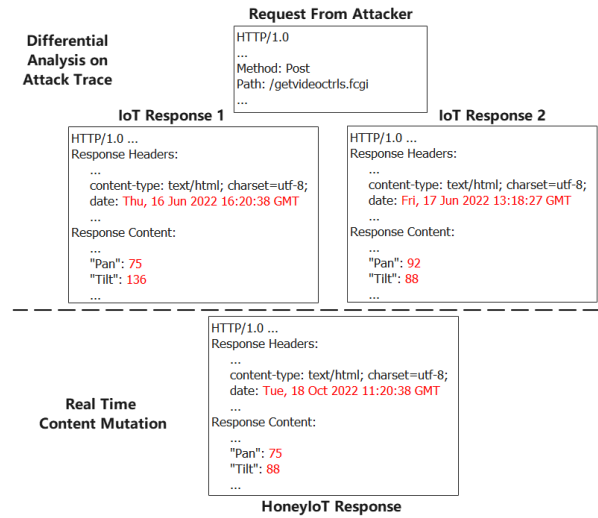 Request From Attacker
Differential
Analysis on
Attack Trace
HTTP/1.0
...
Method: Post
Path: /getvideoctrls.fcgi
...
IoT Response 1
HTTP/1.0 ...
Response Headers:
...
content-type: text/html; charset=utf-8;
date: Thu, 16 Jun 2022 16:20:38 GMT
...
Response Content:
...
"Pan": 75
"Tilt": 136
...
IoT Response 2
HTTP/1.0 ...
Response Headers:
...
content-type: text/html; charset=utf-8;
date: Fri, 17 Jun 2022 13:18:27 GMT
...
Response Content:
...
"Pan": 92
"Tilt": 88
...
Real Time
Content Mutation
HTTP/1.0 ...
Response Headers:
...
content-type: text/html; charset=utf-8;
date: Tue, 18 Oct 2022 11:20:38 GMT
...
Response Content:
...
"Pan": 75
"Tilt": 88
...
HoneyIoT Response